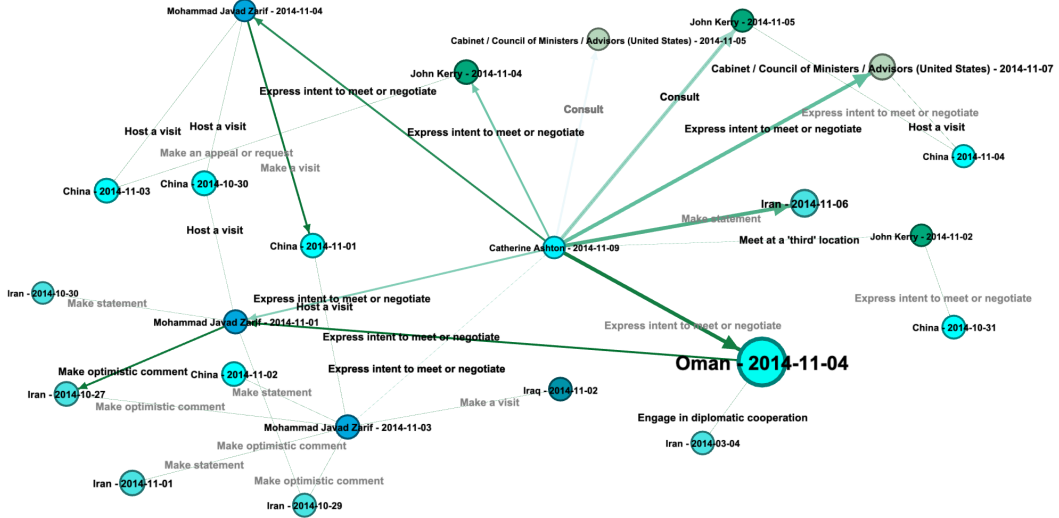 Mohammad Javad Zarif - 2014-11-04
John Kerry - 2014-11-05
Cabinet / Council of Ministers / Advisors (United States) - 2014-11-05
Cabinet / Council of Ministers / Advisors (United States) - 2014-11-07
John Kerry - 2014-11-04
Express intent to meet or negotiate
Consult
Consult
Express intent to meet or negotiate
Host a visit
Host a visit
Express intent to meet or negotiate
Express intent to meet or negotiate
Host a visit
Make an appeal or request
Make a visit
China - 2014-11-04
China - 2014-11-03
China - 2014-10-30
Iran - 2014-11-06
Make statement
Host a visit
China - 2014-11-01
Catherine Ashton - 2014-11-09
Meet at a 'third' location
John Kerry - 2014-11-02
Iran - 2014-10-30
Make statement
Express intent to meet or negotiate
Host a visit
Express intent to meet or negotiate
Mohammad Javad Zarif - 2014-11-01
Express intent to meet or negotiate
Express intent to meet or negotiate
China - 2014-10-31
Oman - 2014-11-04
Make optimistic comment
China - 2014-11-02
Express intent to meet or negotiate
Iran - 2014-10-27
Make statement
Iraq - 2014-11-02
Make optimistic comment
Make a visit
Engage in diplomatic cooperation
Mohammad Javad Zarif - 2014-11-03
Make optimistic comment
Iran - 2014-03-04
Make statement
Iran - 2014-11-01
Make optimistic comment
Iran - 2014-10-29